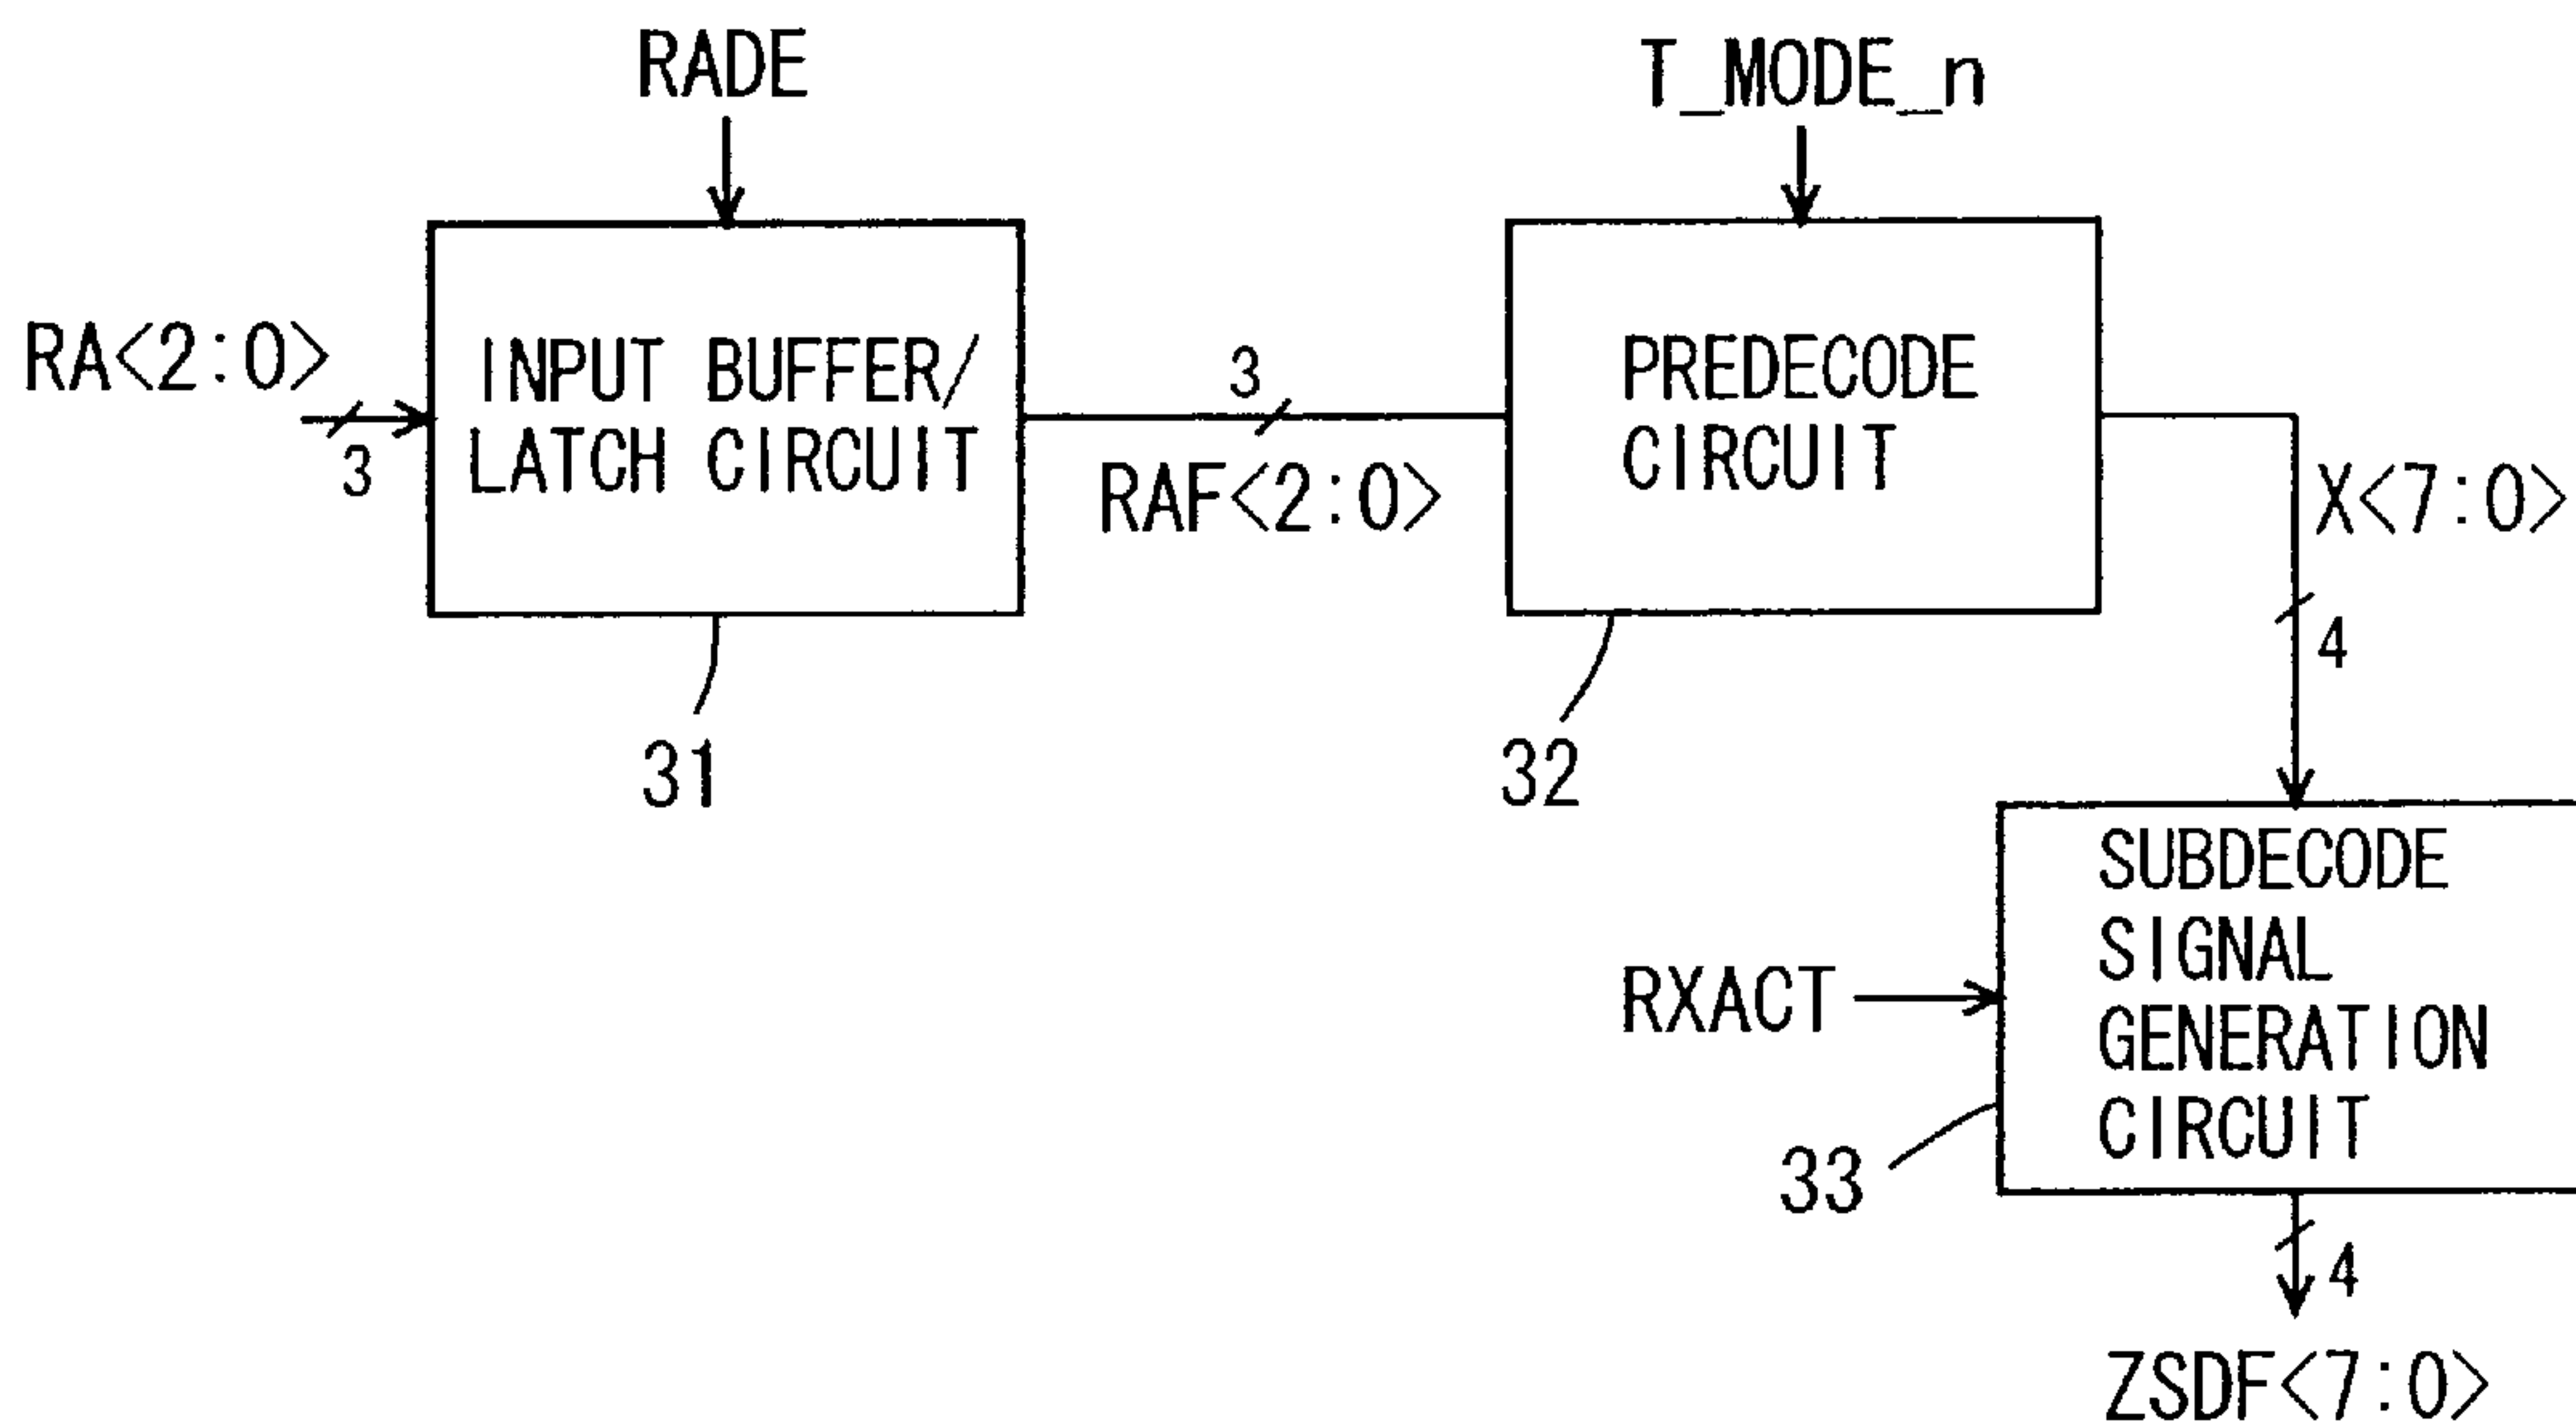 RADE
T_MODE_n
RA<2:0>
3
INPUT BUFFER/
LATCH CIRCUIT
3
RAF<2:0>
PREDECODE
CIRCUIT
X<7:0>
4
31
32
SUBDECODE
SIGNAL
GENERATION
CIRCUIT
RXACT
33
4
ZSDF<7:0>